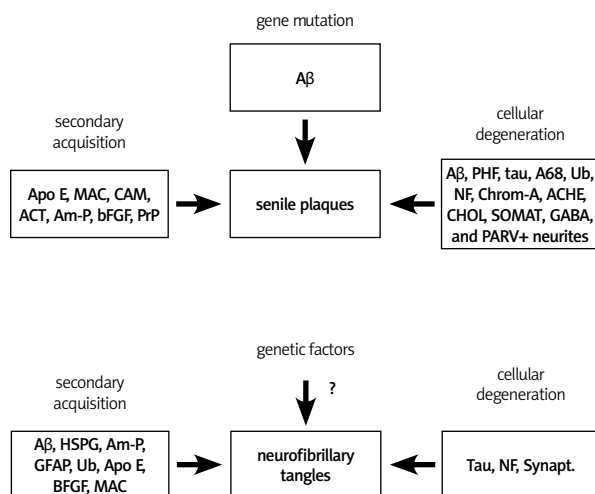 gene mutation
Aβ
secondary
acquisition
cellular
degeneration
Apo E, MAC, CAM,
ACT, Am-P, bFGF, PrP
senile plaques
Aβ, PHF, tau, A68, Ub,
NF, Chrom-A, ACHE,
CHOL, SOMAT, GABA,
and PARV+ neurites
genetic factors
?
secondary
acquisition
cellular
degeneration
Aβ, HSPG, Am-P,
GFAP, Ub, Apo E,
BFGF, MAC
neurofibrillary
tangles
Tau, NF, Synapt.